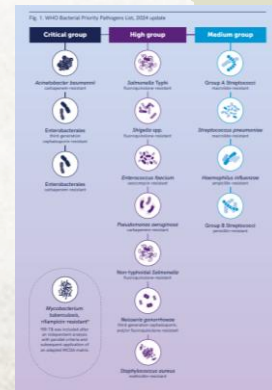 Fig. 1. WHO Bacterial Priority Pathogens List, 2024 update
Critical group
High group
Medium group
Acinetobacter baumannii
carbapenem-resistant
Enterobacterales
third-generation
cephalosporin-resistant
Enterobacterales
carbapenem-resistant
Mycobacterium
tuberculosis,
rifampicin-resistant
Salmonella Typhi
fluoroquinolone-resistant
Shigella spp.
fluoroquinolone-resistant
Enterococcus faecium
vancomycin-resistant
Pseudomonas aeruginosa
carbapenem-resistant
Non-typhoidal Salmonella
fluoroquinolone-resistant
Neisseria gonorrhoeae
third-generation cephalosporin,
and/or fluoroquinolone-resistant
Staphylococcus aureus
methicillin-resistant
Group A Streptococci
macrolide-resistant
Streptococcus pneumoniae
macrolide-resistant
Haemophilus influenzae
ampicillin-resistant
Group B Streptococci
penicillin-resistant